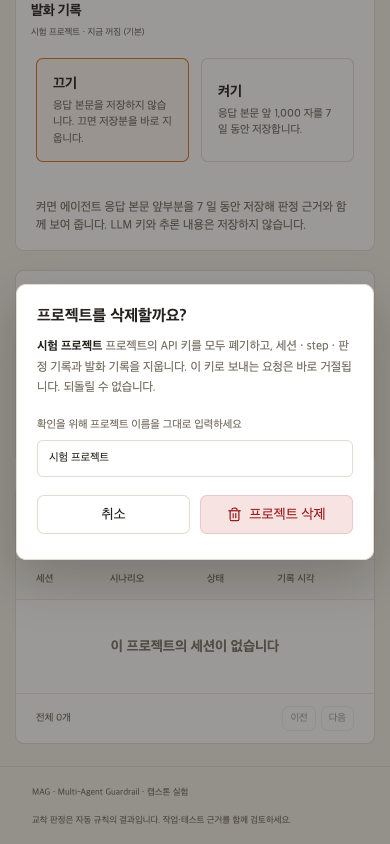 발화 기록
시험 프로젝트 · 지금 꺼짐 (기본)
끄기
응답 본문을 저장하지 않습
니다. 끄면 저장분을 바로 지
웁니다.
켜기
응답 본문 앞 1,000 자를 7
일 동안 저장합니다.
켜면 에이전트 응답 본문 앞부분을 7 일 동안 저장해 판정 근거와 함
께 보여 줍니다. LLM 키와 추론 내용은 저장하지 않습니다.
프로젝트를 삭제할까요?
시험 프로젝트 프로젝트의 API 키를 모두 폐기하고, 세션 · step · 판
정 기록과 발화 기록을 지웁니다. 이 키로 보내는 요청은 바로 거절됩
니다. 되돌릴 수 없습니다.
확인을 위해 프로젝트 이름을 그대로 입력하세요
시험 프로젝트
취소
프로젝트 삭제
세션 시나리오 상태 기록 시각
이 프로젝트의 세션이 없습니다
전체 0개
이전 다음
MAG · Multi-Agent Guardrail · 캡스톤 실험
교착 판정은 자동 규칙의 결과입니다. 작업·테스트 근거를 함께 검토하세요.